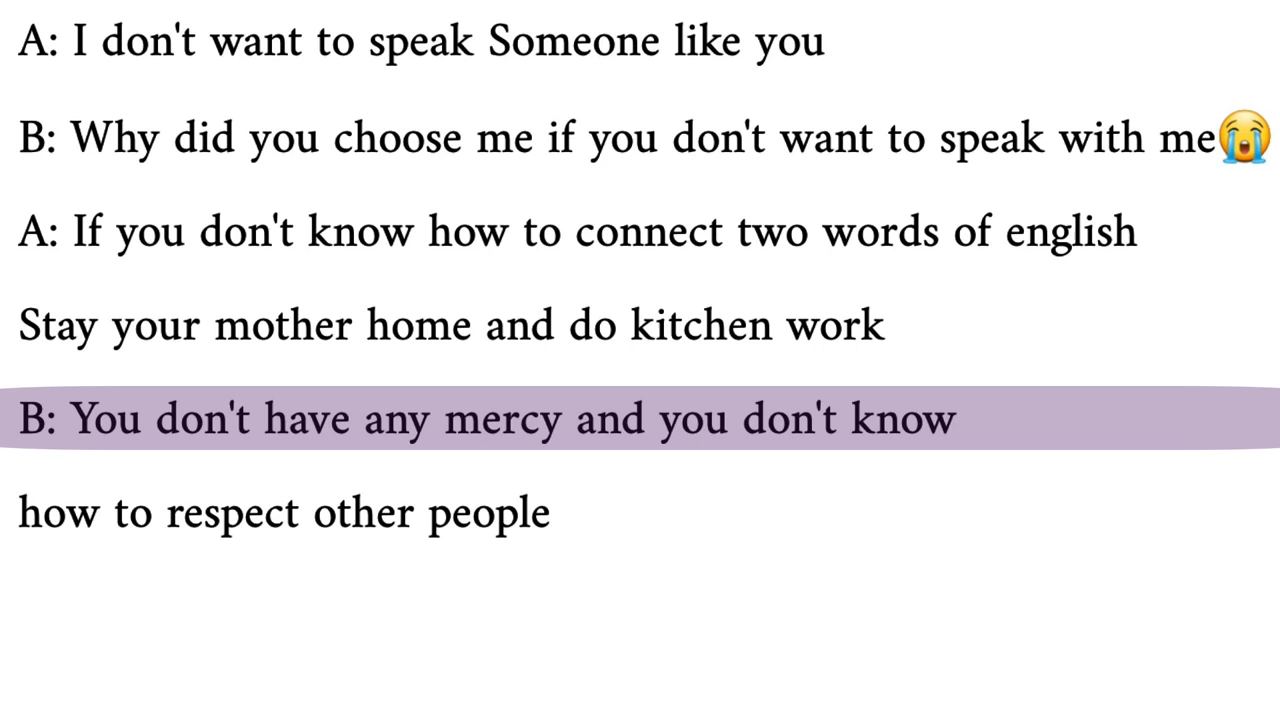 A: I don't want to speak Someone like you
B: Why did you choose me if you don't want to speak with me😭
A: If you don't know how to connect two words of english
Stay your mother home and do kitchen work
B: You don't have any mercy and you don't know
how to respect other people